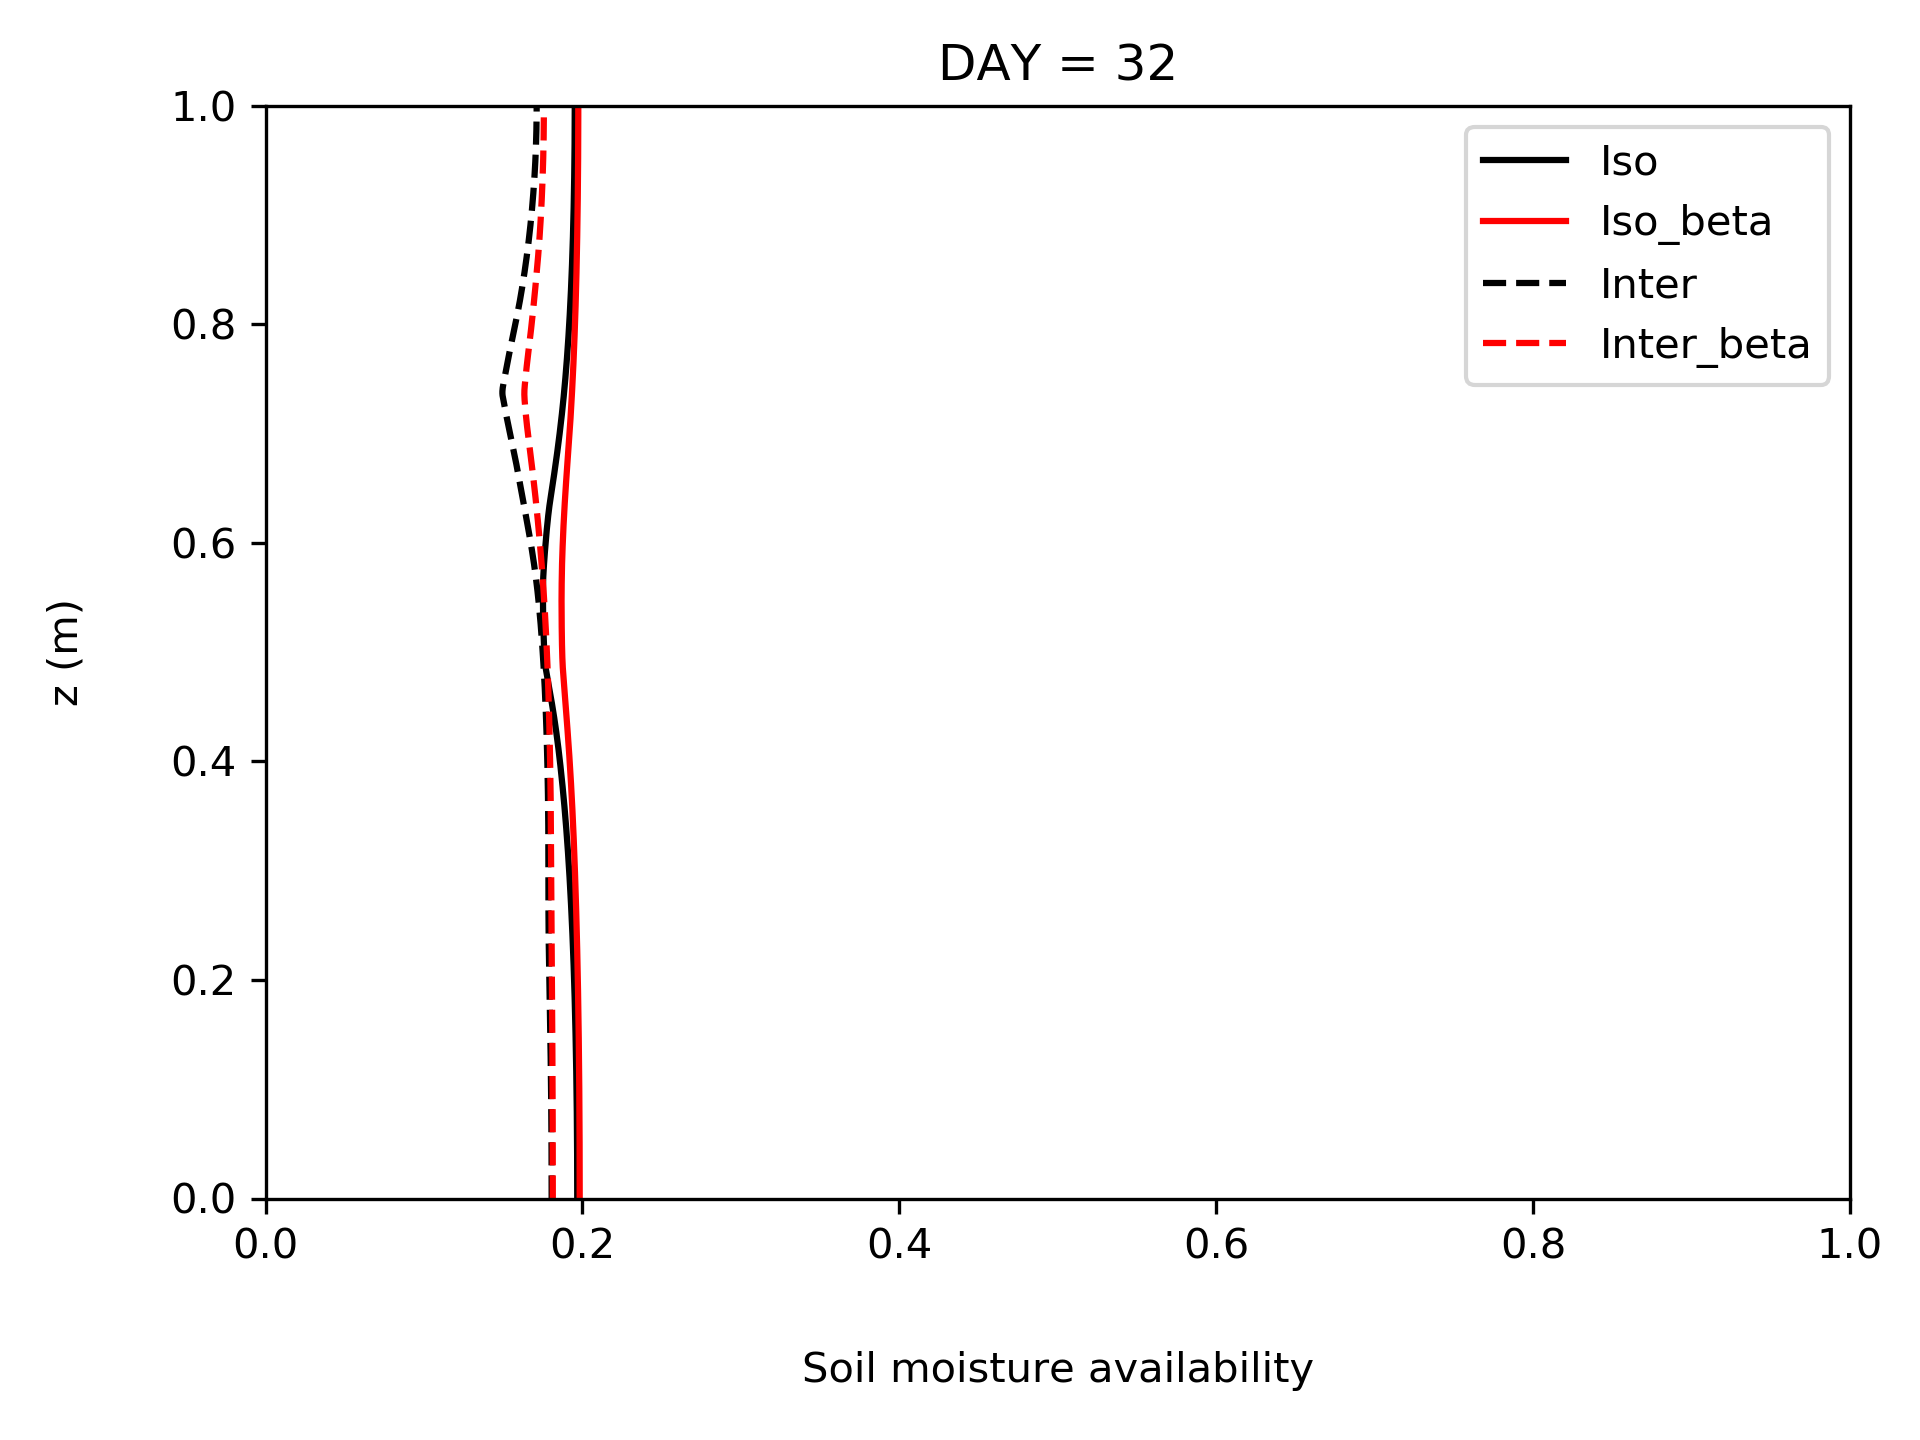 DAY = 32
1.0
0.8
0.6
0.4
0.2
0.0
z (m)
Iso
Iso_beta
Inter
Inter_beta
0.0 0.2 0.4 0.6 0.8 1.0
Soil moisture availability